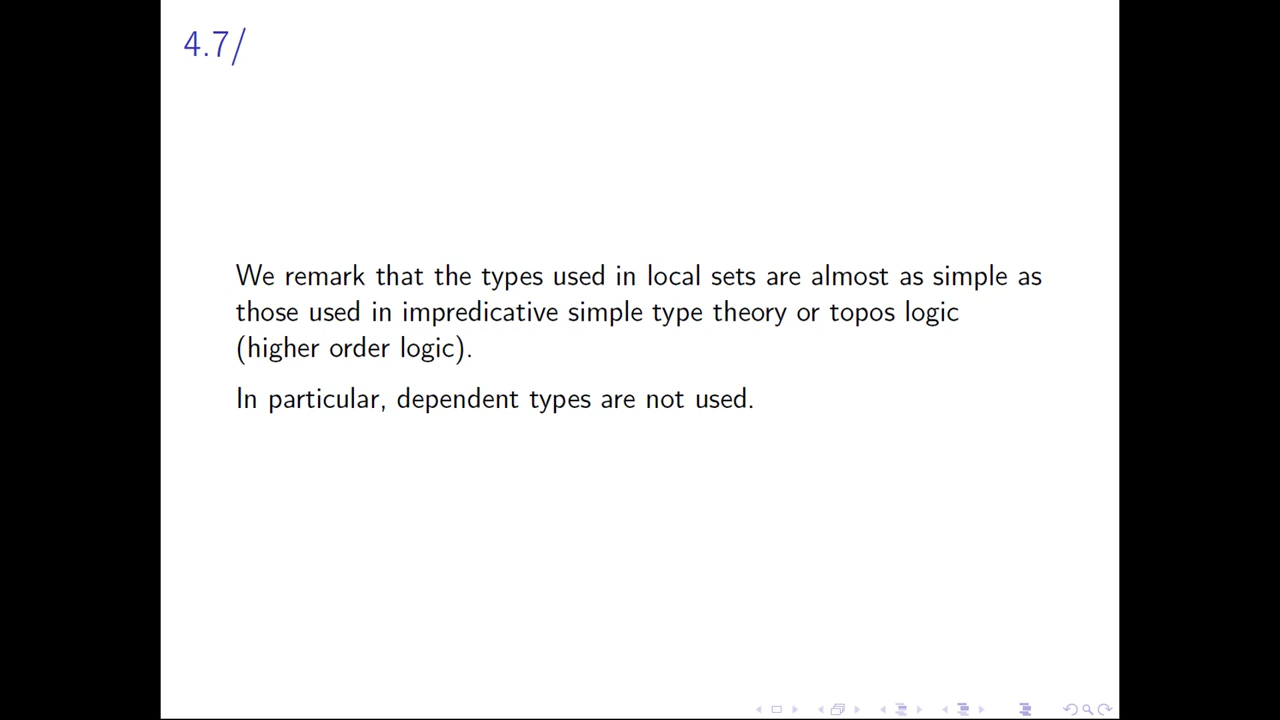 4.7/
We remark that the types used in local sets are almost as simple as
those used in impredicative simple type theory or topos logic
(higher order logic).
In particular, dependent types are not used.